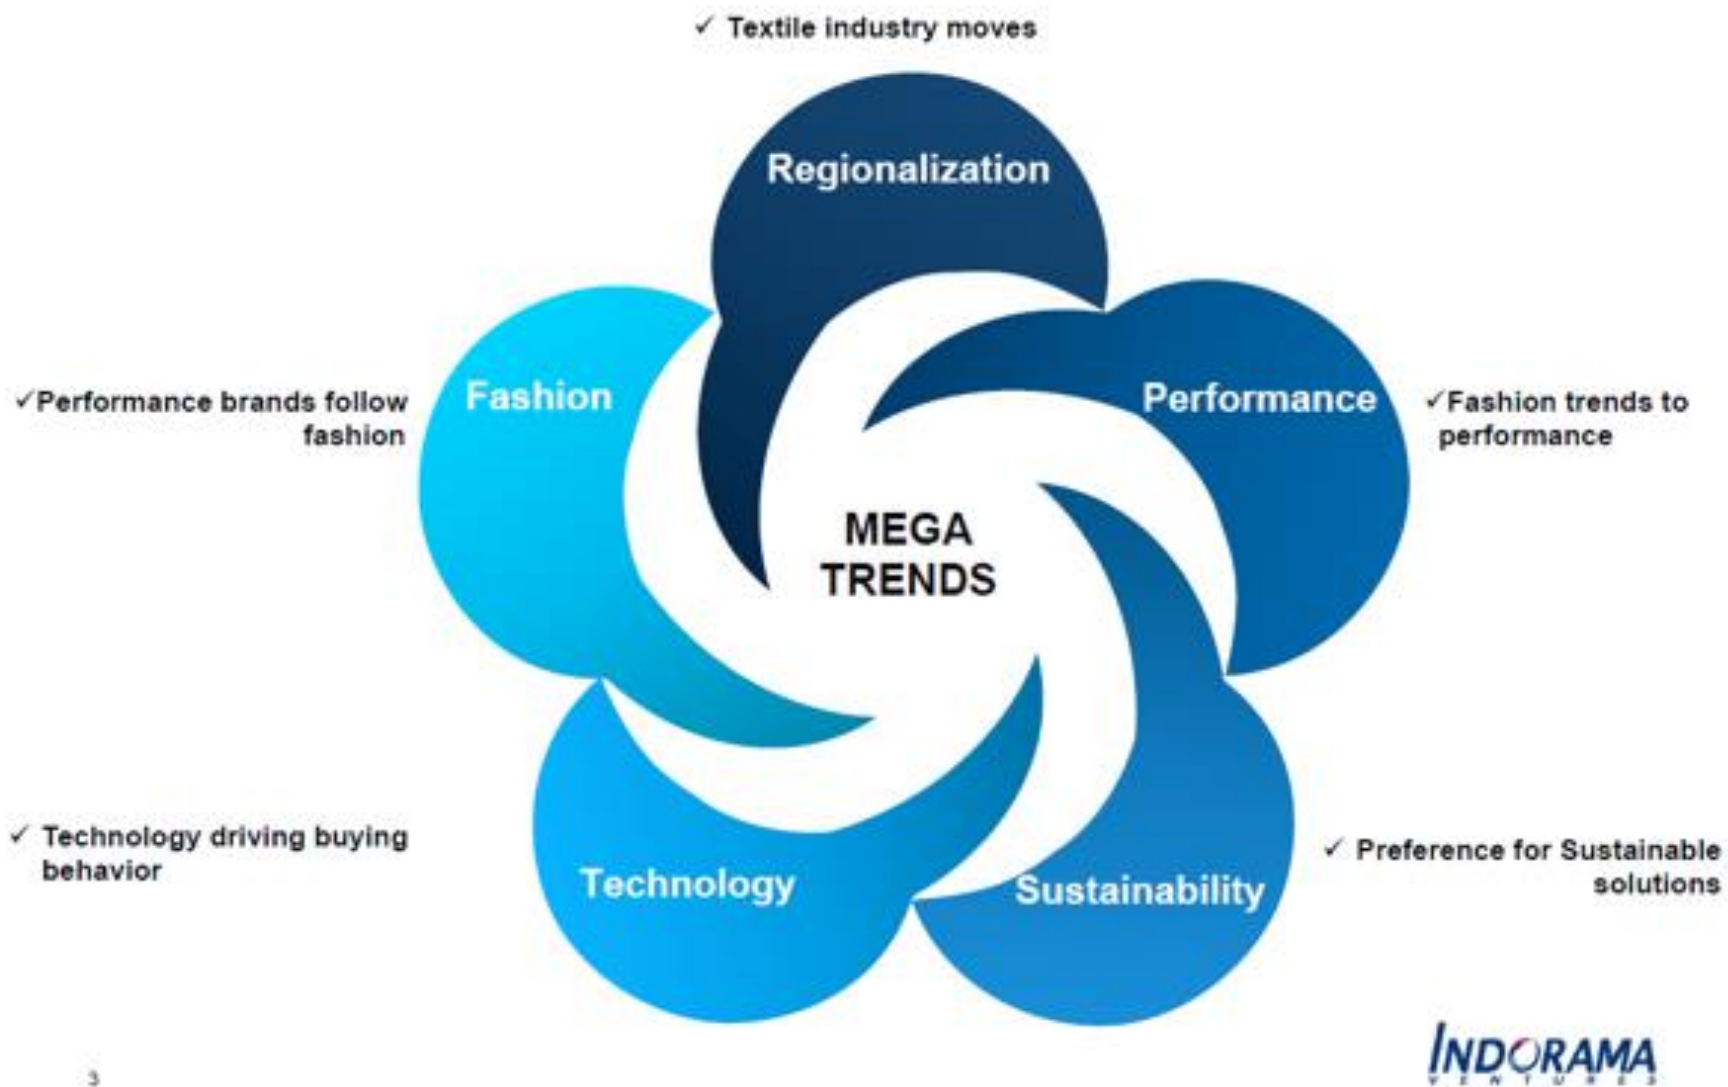 ✓ Textile industry moves
Regionalization
Fashion
Performance
✓Performance brands follow
fashion
✓Fashion trends to
performance
MEGA
TRENDS
✓ Technology driving buying
behavior
Technology
Sustainability
✓ Preference for Sustainable
solutions
INDORAMA
VENTURES
3